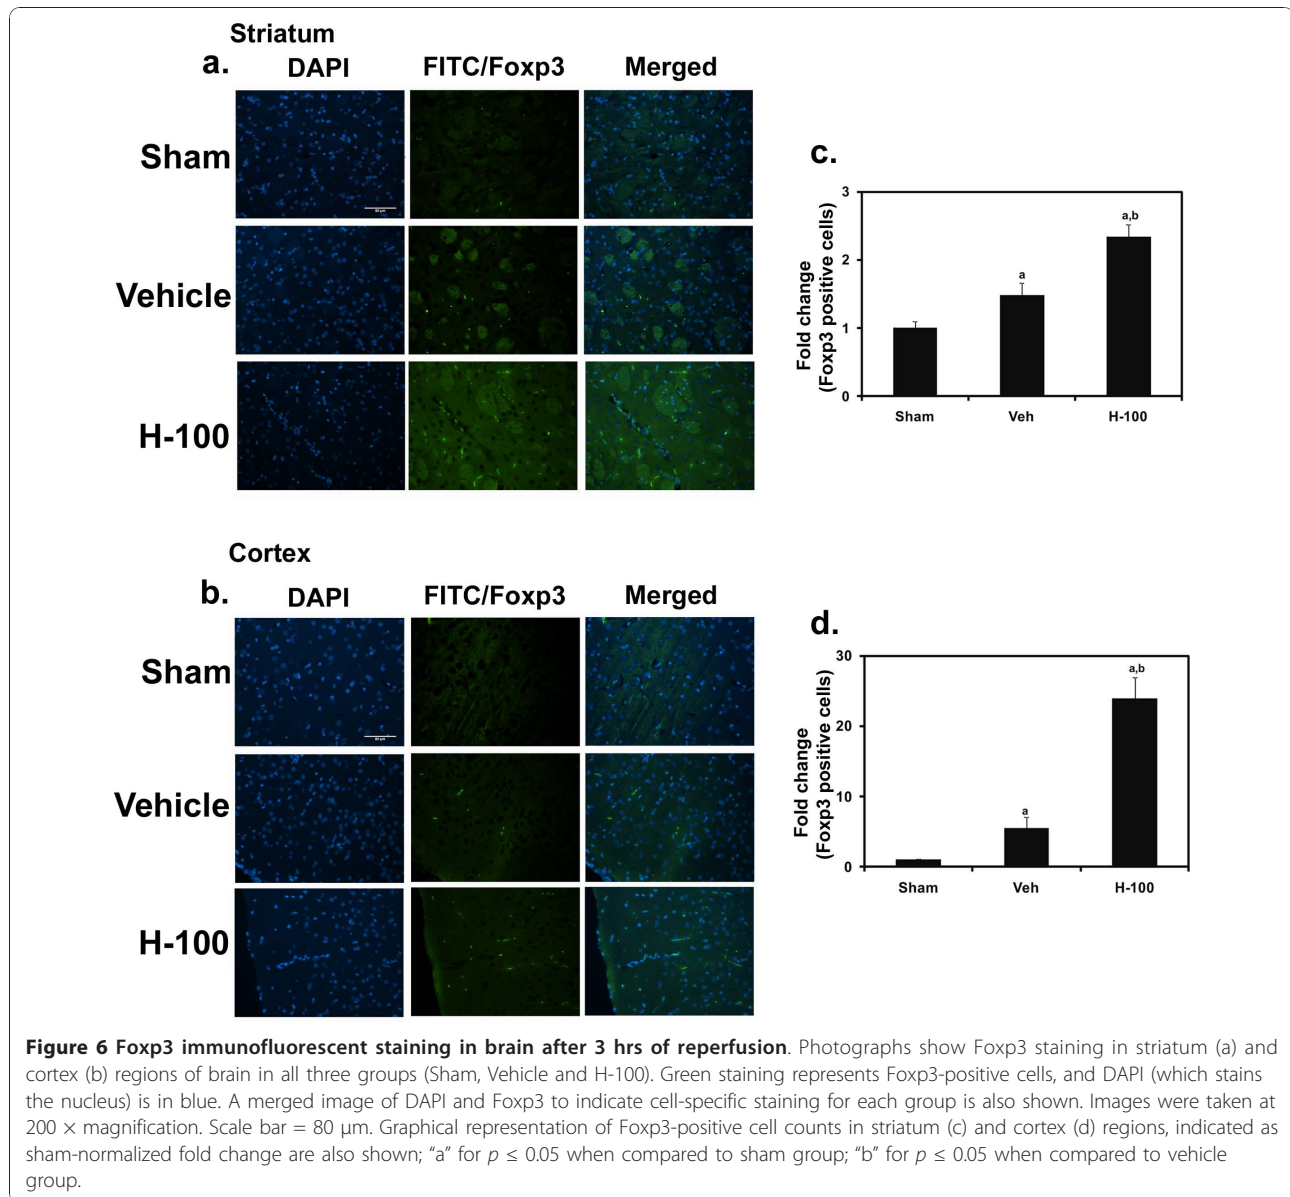 Striatum
a.
DAPI
FITC/Foxp3
Merged
Sham
Vehicle
H-100
c.
Fold change
(Foxp3 positive cells)
3
2
1
0
a
a,b
Sham
Veh
H-100
Cortex
b.
DAPI
FITC/Foxp3
Merged
Sham
Vehicle
H-100
d.
Fold change
(Foxp3 positive cells)
30
20
10
0
a
a,b
Sham
Veh
H-100
Figure 6 Foxp3 immunofluorescent staining in brain after 3 hrs of reperfusion. Photographs show Foxp3 staining in striatum (a) and
cortex (b) regions of brain in all three groups (Sham, Vehicle and H-100). Green staining represents Foxp3-positive cells, and DAPI (which stains
the nucleus) is in blue. A merged image of DAPI and Foxp3 to indicate cell-specific staining for each group is also shown. Images were taken at
200 × magnification. Scale bar = 80 μm. Graphical representation of Foxp3-positive cell counts in striatum (c) and cortex (d) regions, indicated as
sham-normalized fold change are also shown; “a” for p ≤ 0.05 when compared to sham group; “b” for p ≤ 0.05 when compared to vehicle
group.